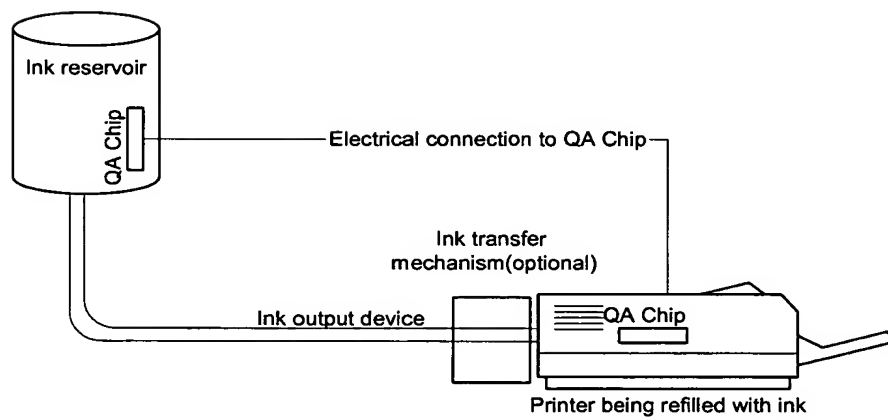 Ink reservoir
QA Chip
Electrical connection to QA Chip
Ink transfer
mechanism(optional)
Ink output device
QA Chip
Printer being refilled with ink